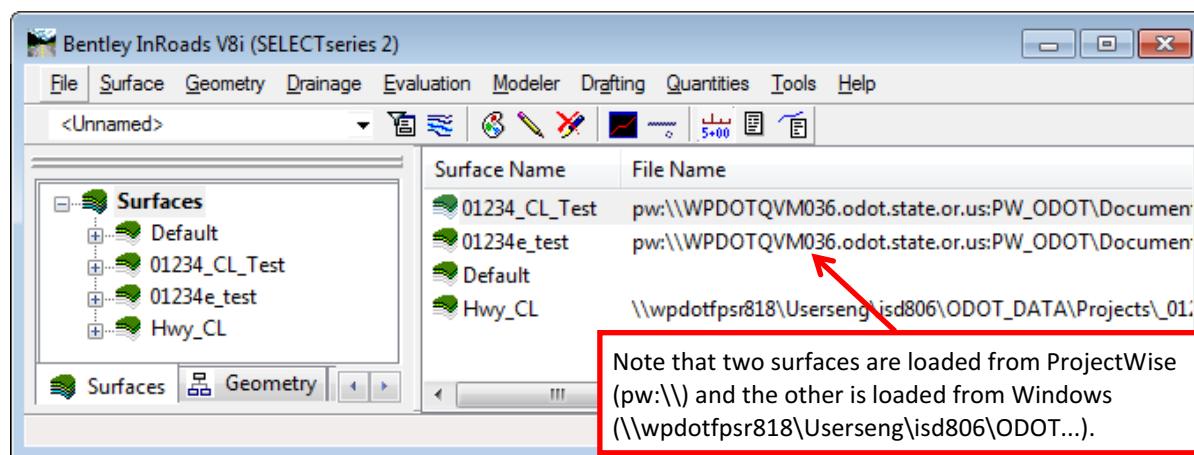 Bentley InRoads V8i (SELECTseries 2)
File Surface Geometry Drainage Evaluation Modeler Drafting Quantities Tools Help
<Unnamed>
5+00
Surfaces
Default
01234_CL_Test
01234e_test
Hwy_CL
Surfaces Geometry
Surface Name File Name
01234_CL_Test pw:\\WPDOTQVM036.odot.state.or.us:PW_ODOT\Documen
01234e_test pw:\\WPDOTQVM036.odot.state.or.us:PW_ODOT\Documen
Default
Hwy_CL \\wpdotfpsr818\Userseng\isd806\ODOT_DATA\Projects\_01
Note that two surfaces are loaded from ProjectWise
(pw:\\) and the other is loaded from Windows
(\\wpdotfpsr818\Userseng\isd806\ODOT...).